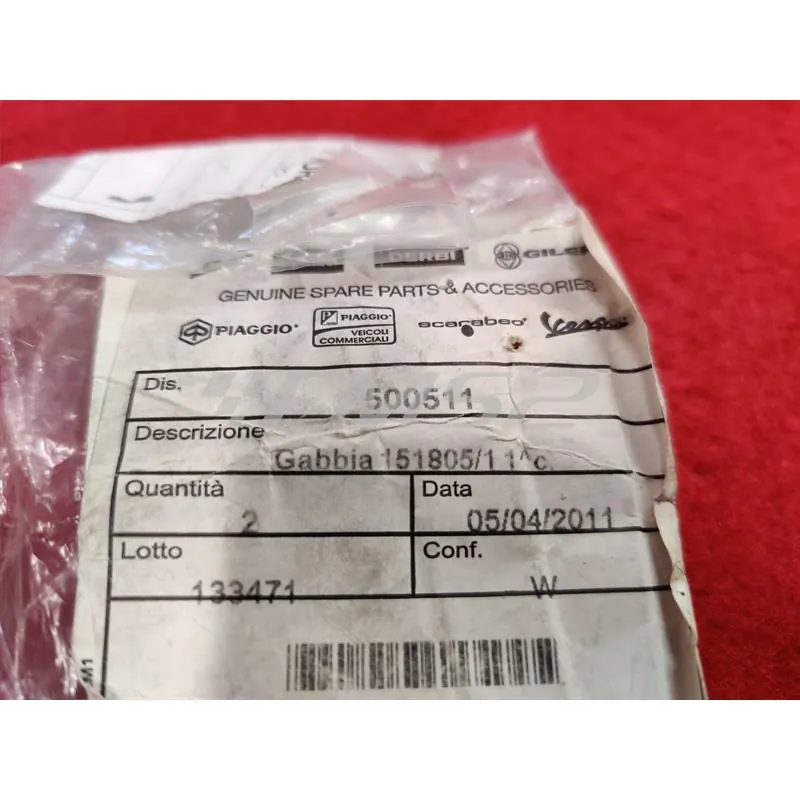 DERBI GILERA
GENUINE SPARE PARTS & ACCESSORIES
PIAGGIO PIAGGIO VEICOLI COMMERCIALI scarabeo Vespa
Dis.
500511
Descrizione
Gabbia 151805/1 1^c.
Quantità Data
2 05/04/2011
Lotto Conf.
133471 W
M1